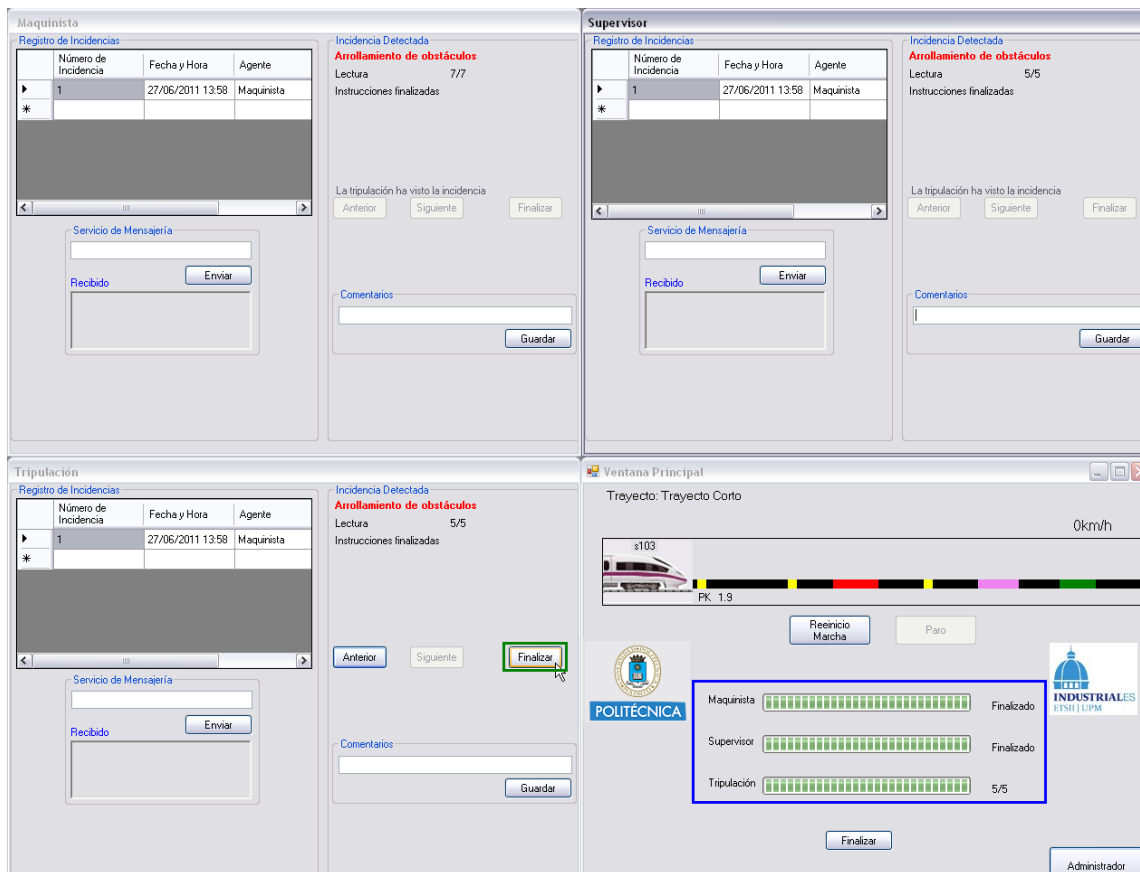 Maquinista
Registro de Incidencias
Número de Incidencia Fecha y Hora Agente
1 27/06/2011 13:58 Maquinista
*
Servicio de Mensajería
Enviar
Recibido
Incidencia Detectada
Arrollamiento de obstáculos
Lectura 7/7
Instrucciones finalizadas
La tripulación ha visto la incidencia
Anterior Siguiente Finalizar
Comentarios
Guardar
Supervisor
Registro de Incidencias
Número de Incidencia Fecha y Hora Agente
1 27/06/2011 13:58 Maquinista
*
Servicio de Mensajería
Enviar
Recibido
Incidencia Detectada
Arrollamiento de obstáculos
Lectura 5/5
Instrucciones finalizadas
La tripulación ha visto la incidencia
Anterior Siguiente Finalizar
Comentarios
Guardar
Tripulación
Registro de Incidencias
Número de Incidencia Fecha y Hora Agente
1 27/06/2011 13:58 Maquinista
*
Servicio de Mensajería
Enviar
Recibido
Incidencia Detectada
Arrollamiento de obstáculos
Lectura 5/5
Instrucciones finalizadas
Anterior Siguiente Finalizar
Comentarios
Guardar
Ventana Principal
Trayecto: Trayecto Corto
0km/h
s103
PK 1.9
Reeinicio
Marcha
Paro
POLITÉCNICA
INDUSTRIALES
ETSII | UPM
Maquinista Finalizado
Supervisor Finalizado
Tripulación 5/5
Finalizar
Administrador